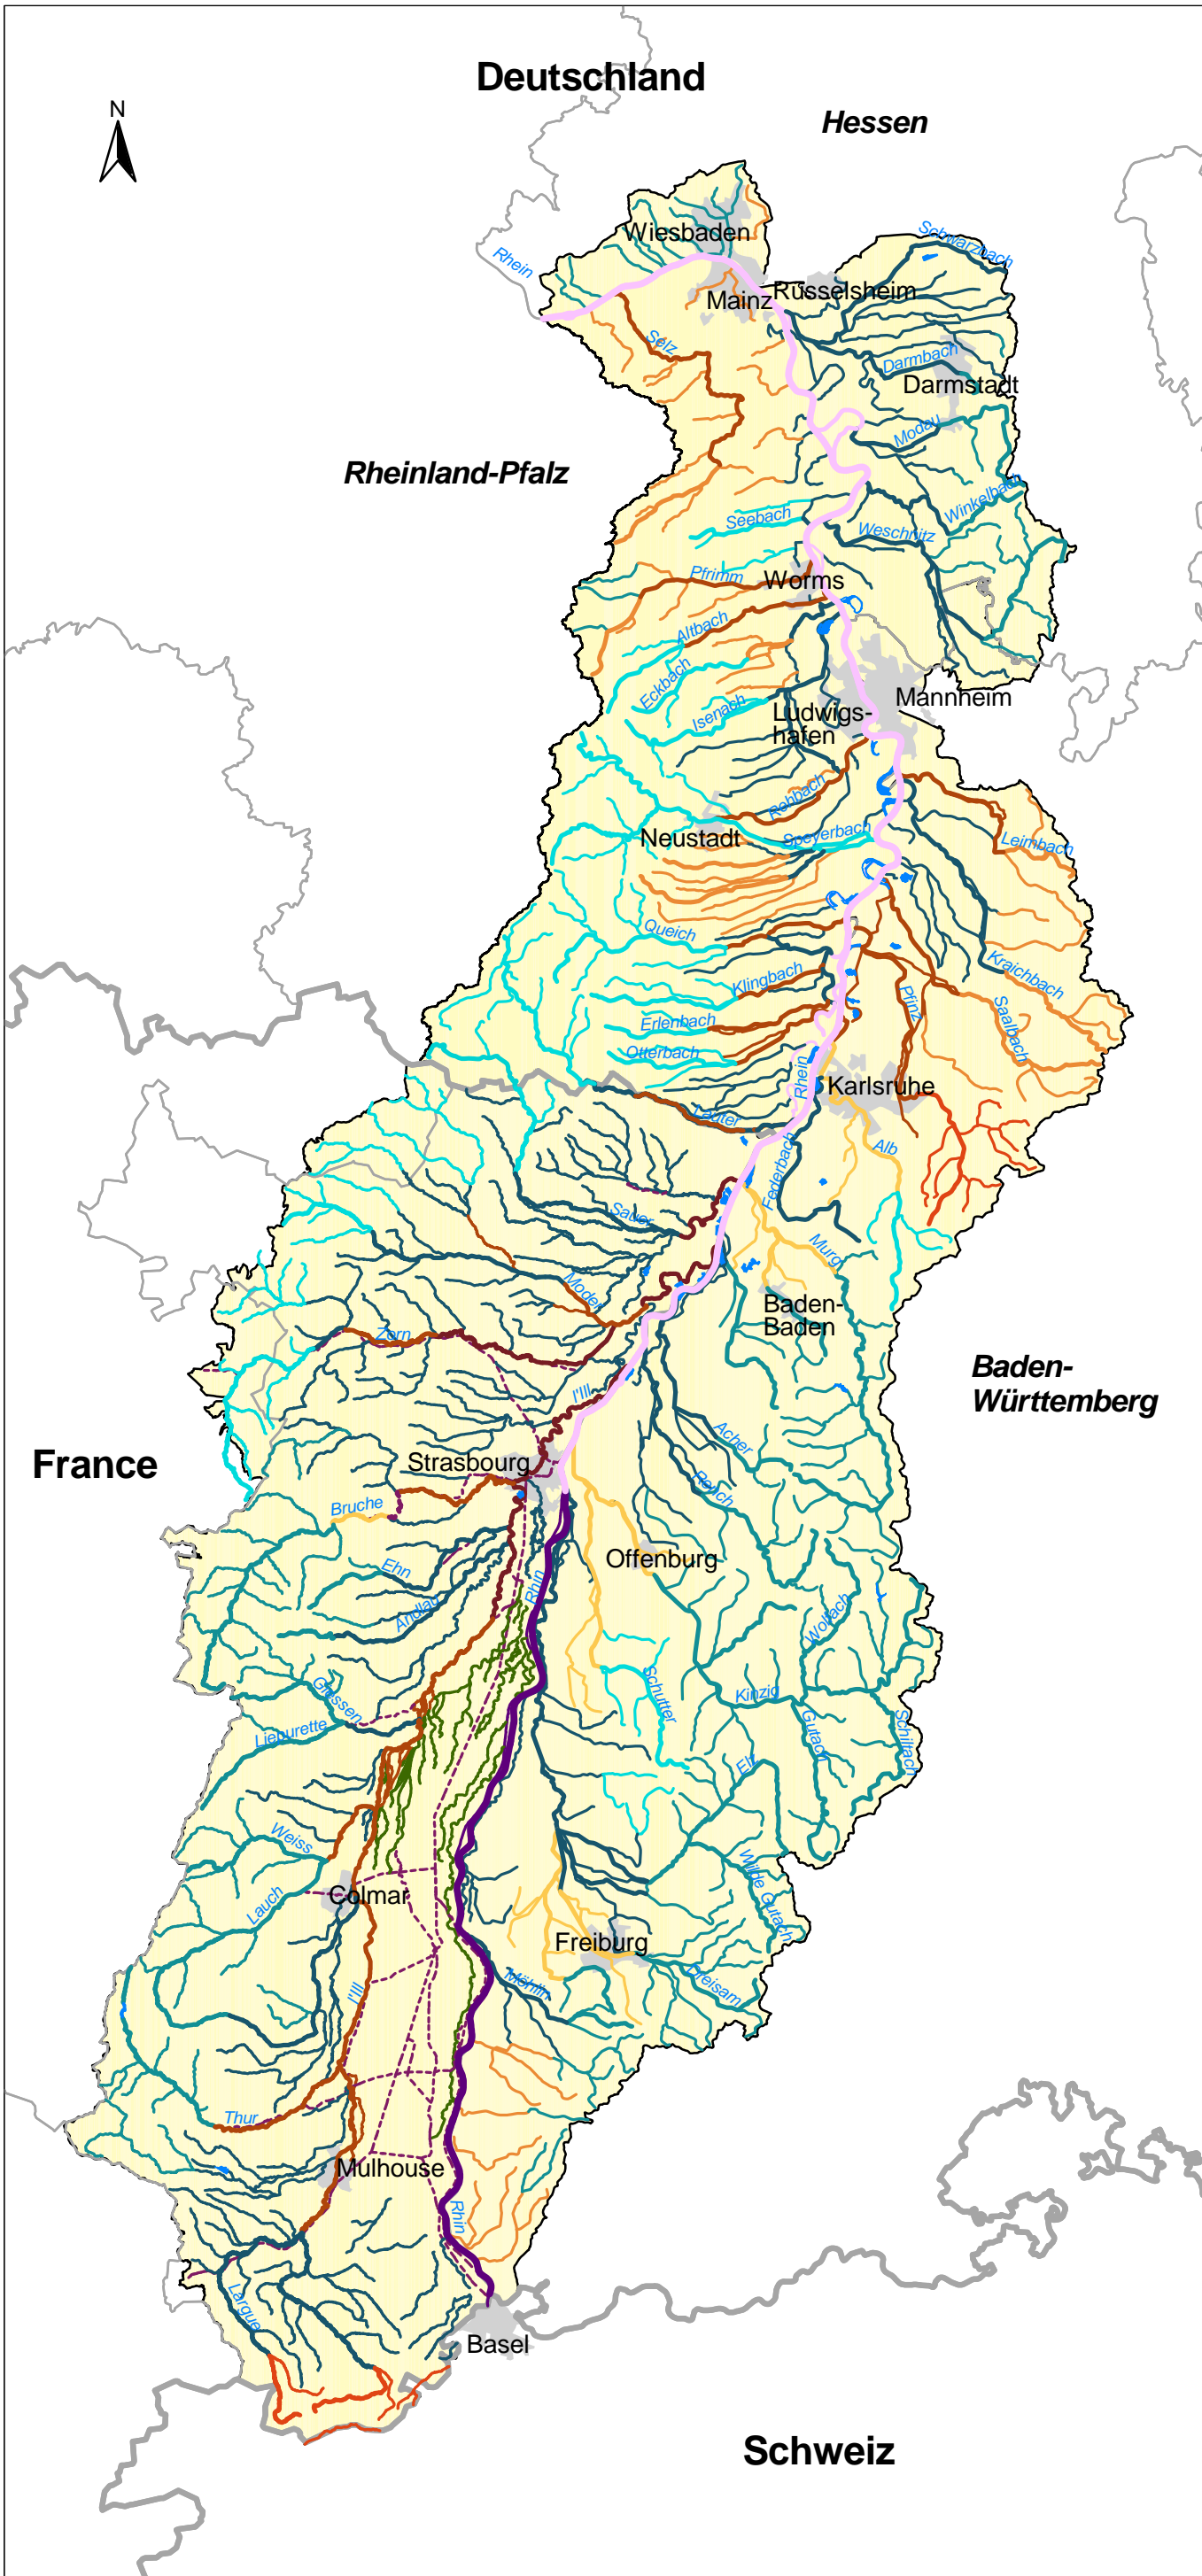 Deutschland
N
Hessen
Wiesbaden
Schwarzbach
Rhein
Mainz
Rüsselsheim
Selz
Darmbach
Darmstadt
Modau
Rheinland-Pfalz
Winkelbach
Seebach
Weschnitz
Pfrimm
Worms
Altbach
Eckbach
Isenach
Mannheim
Ludwigs-
hafen
Rehbach
Speyerbach
Neustadt
Leimbach
Queich
Kraichbach
Klingbach
Pfinz
Saalbach
Erlenbach
Otterbach
Rhein
Karlsruhe
Lauter
Alb
Federbach
Sauer
Murg
Moder
Baden-
Baden
Zorn
Baden-
Württemberg
l'Ill
Acher
France
Strasbourg
Rench
Bruche
Offenburg
Ehn
Rhin
Andlau
Wolfach
Giessen
Schutter
Kinzig
Liepvrette
Gutach
Schiltach
Elz
Weiss
Wilde Gutach
Colmar
Lauch
Freiburg
Möhlin
Dreisam
l'Ill
Thur
Mulhouse
Rhin
Largue
Basel
Schweiz